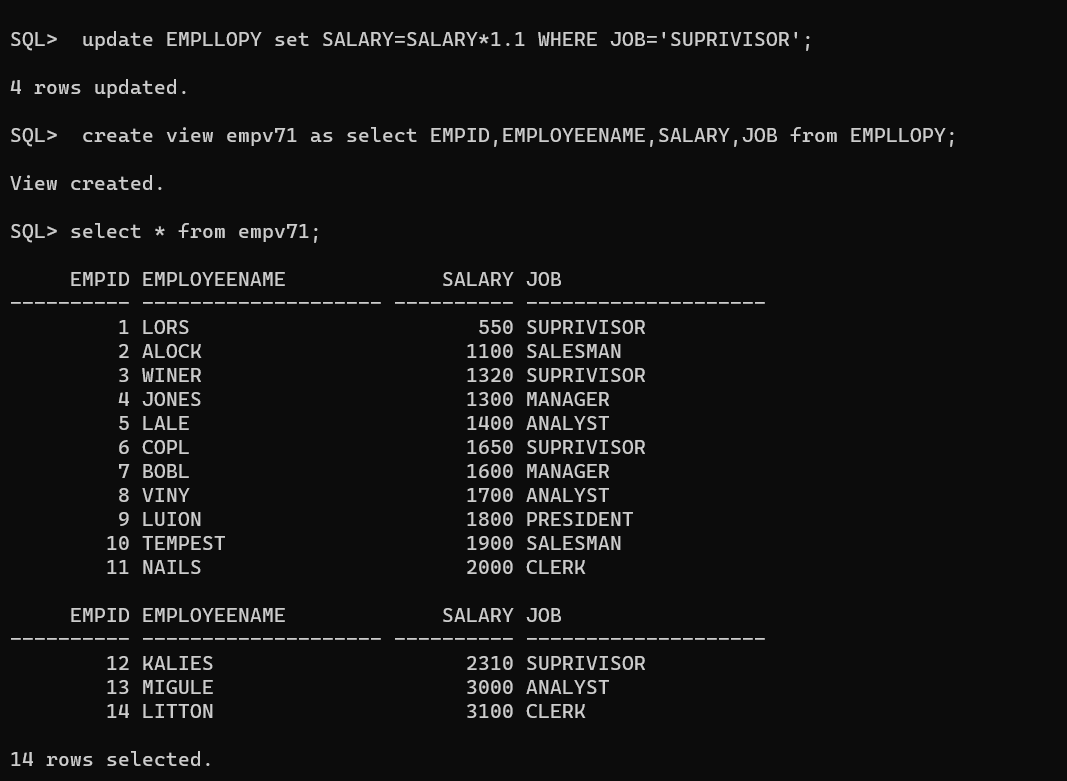 SQL>  update EMPLLOPY set SALARY=SALARY*1.1 WHERE JOB='SUPRIVISOR';
4 rows updated.
SQL>  create view empv71 as select EMPID,EMPLOYEENAME,SALARY,JOB from EMPLLOPY;
View created.
SQL> select * from empv71;
     EMPID EMPLOYEENAME             SALARY JOB
---------- -------------------- ---------- --------------------
         1 LORS                        550 SUPRIVISOR
         2 ALOCK                      1100 SALESMAN
         3 WINER                      1320 SUPRIVISOR
         4 JONES                      1300 MANAGER
         5 LALE                       1400 ANALYST
         6 COPL                       1650 SUPRIVISOR
         7 BOBL                       1600 MANAGER
         8 VINY                       1700 ANALYST
         9 LUION                      1800 PRESIDENT
        10 TEMPEST                    1900 SALESMAN
        11 NAILS                      2000 CLERK
     EMPID EMPLOYEENAME             SALARY JOB
---------- -------------------- ---------- --------------------
        12 KALIES                     2310 SUPRIVISOR
        13 MIGULE                     3000 ANALYST
        14 LITTON                     3100 CLERK
14 rows selected.